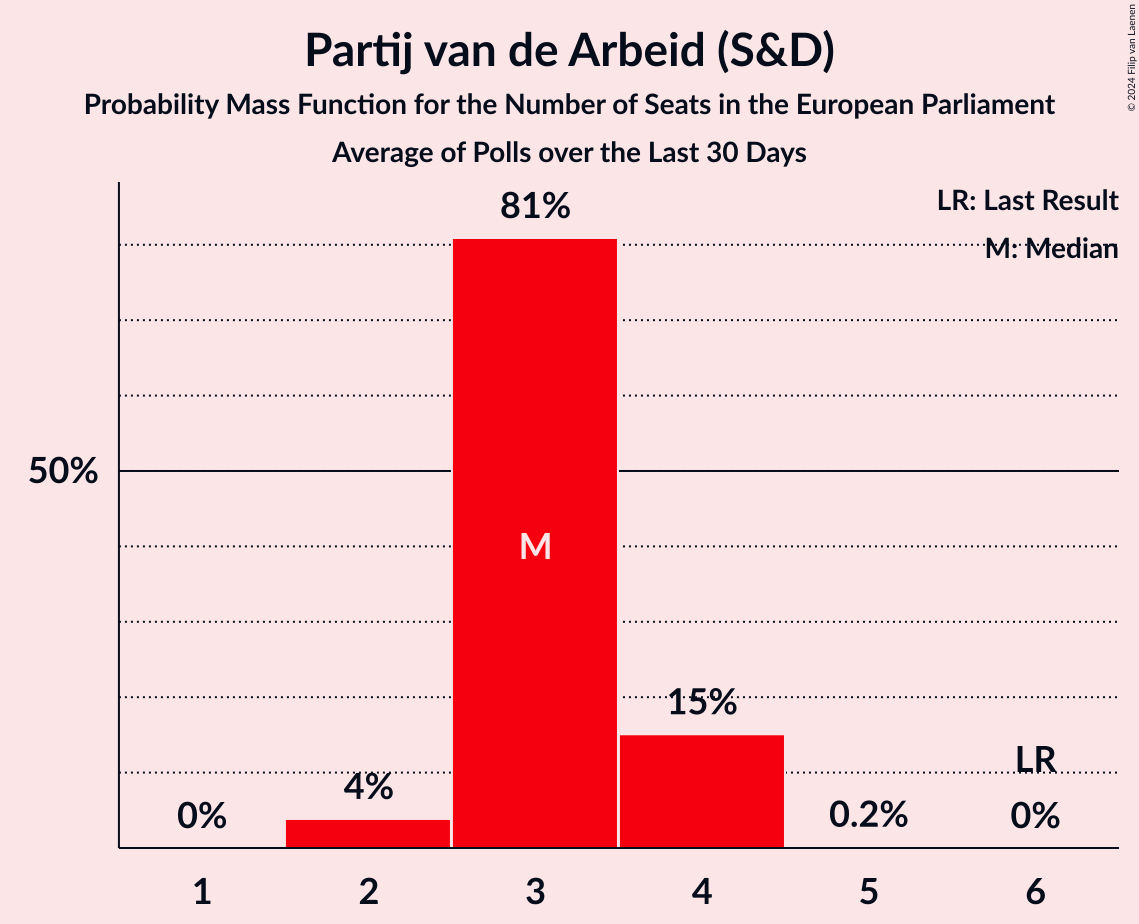 Partij van de Arbeid (S&D)
Probability Mass Function for the Number of Seats in the European Parliament
Average of Polls over the Last 30 Days
© 2024 Filip van Laenen
LR: Last Result
M: Median
81%
50%
M
15%
4%
LR
0%
0.2%
0%
1 2 3 4 5 6